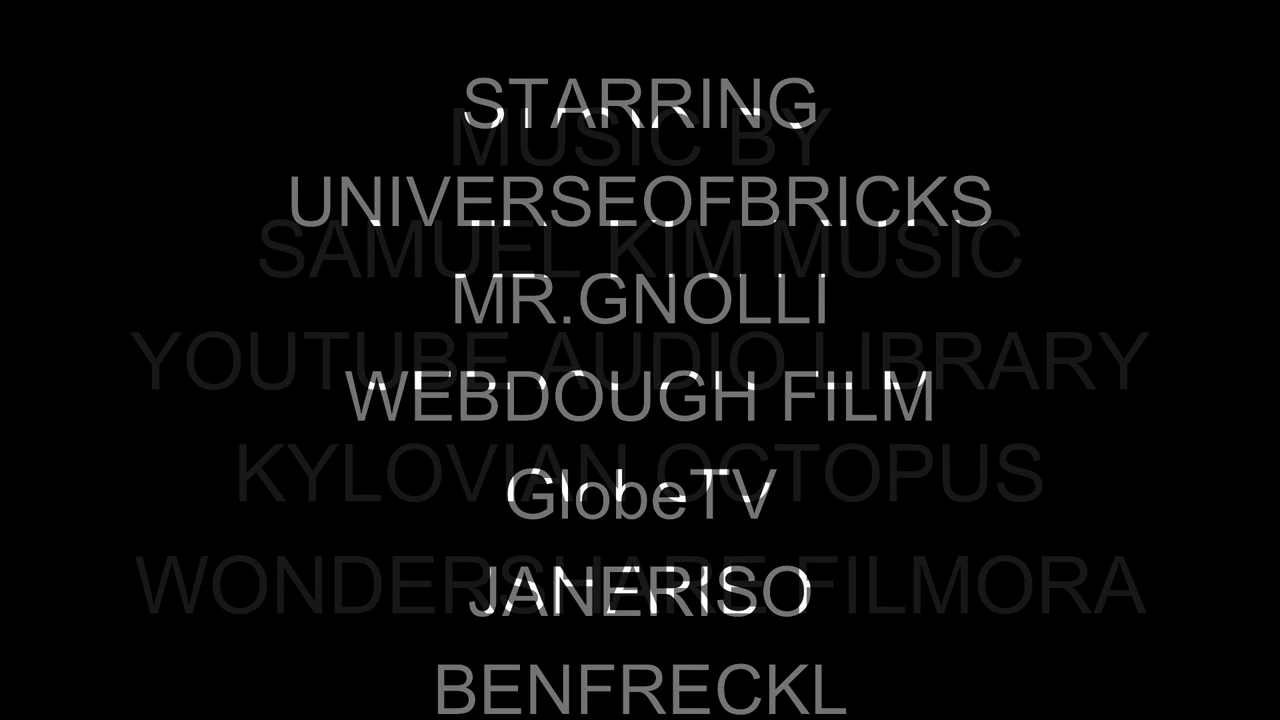 STARRING
MUSIC BY
UNIVERSEOFBRICKS
SAMUEL KIM MUSIC
MR.GNOLLI
YOUTUBE AUDIO LIBRARY
WEBDOUGH FILM
KYLOVIAN OCTOPUS
GlobeTV
WONDERSHARE FILMORA
JANERISO
BENFRECKL